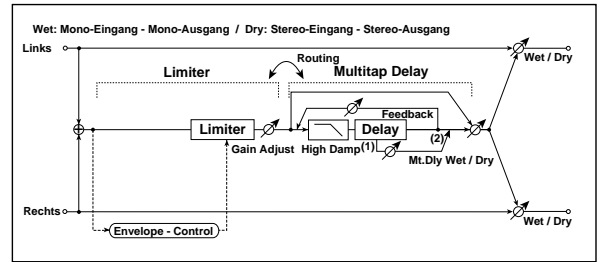 Wet: Mono-Eingang - Mono-Ausgang / Dry: Stereo-Eingang - Stereo-Ausgang
Links
Wet / Dry
Routing
Limiter
Multitap Delay
Feedback
Limiter
Delay
Gain Adjust
High Damp
(1)
(2)
Mt.Dly Wet / Dry
Rechts
Wet / Dry
Envelope - Control